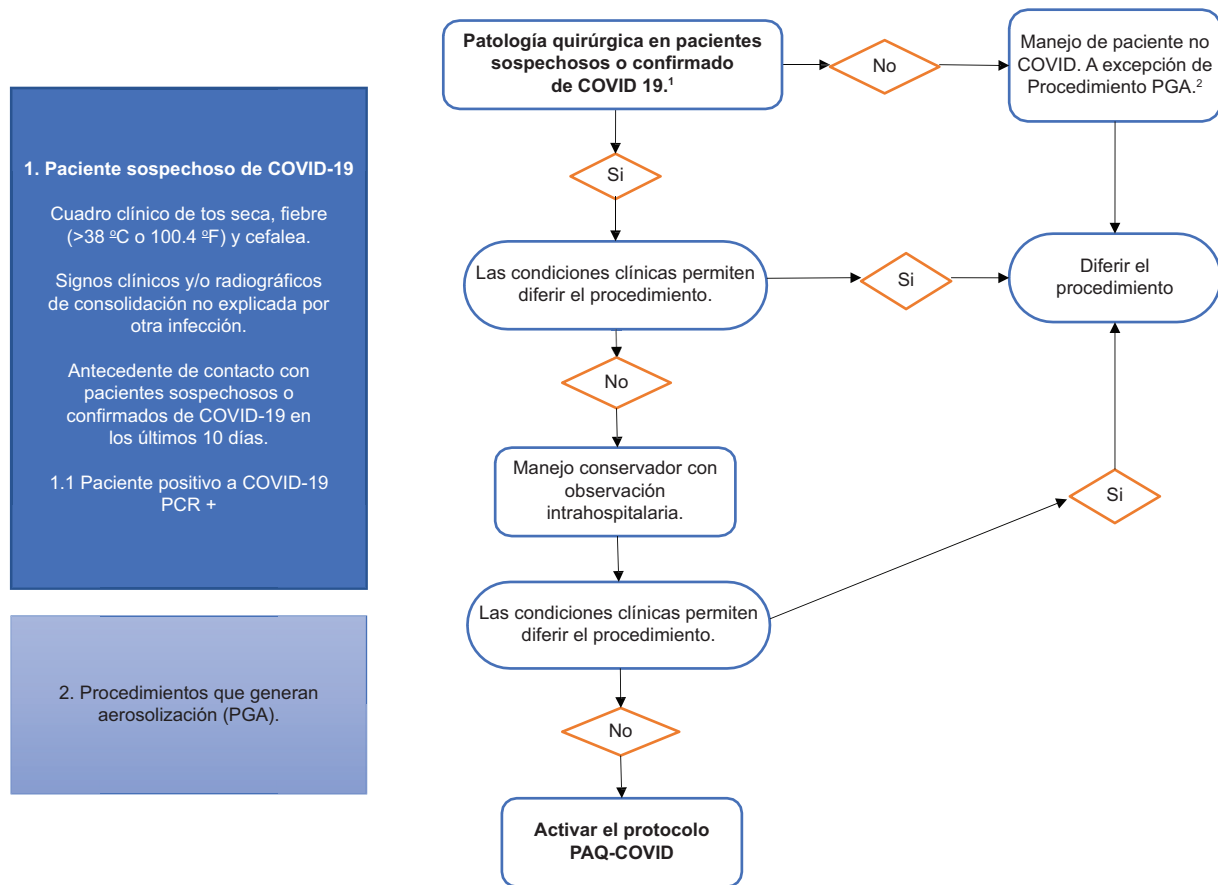 1. Paciente sospechoso de COVID-19
Cuadro clínico de tos seca, fiebre
(>38 ºC o 100.4 ºF) y cefalea.
Signos clínicos y/o radiográficos
de consolidación no explicada por
otra infección.
Antecedente de contacto con
pacientes sospechosos o
confirmados de COVID-19 en
los últimos 10 días.
1.1 Paciente positivo a COVID-19
PCR +
2. Procedimientos que generan
aerosolización (PGA).
Patología quirúrgica en pacientes
sospechosos o confirmado
de COVID 19.¹
No
Manejo de paciente no
COVID. A excepción de
Procedimiento PGA.²
Si
Las condiciones clínicas permiten
diferir el procedimiento.
Si
Diferir el
procedimiento
No
Manejo conservador con
observación
intrahospitalaria.
Si
Las condiciones clínicas permiten
diferir el procedimiento.
No
Activar el protocolo
PAQ-COVID